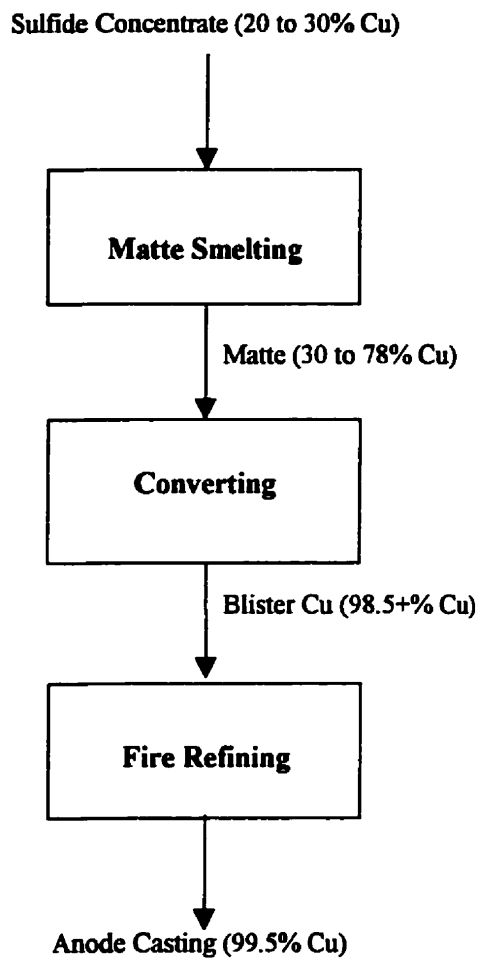 Sulfide Concentrate (20 to 30% Cu)
Matte Smelting
Matte (30 to 78% Cu)
Converting
Blister Cu (98.5+% Cu)
Fire Refining
Anode Casting (99.5% Cu)